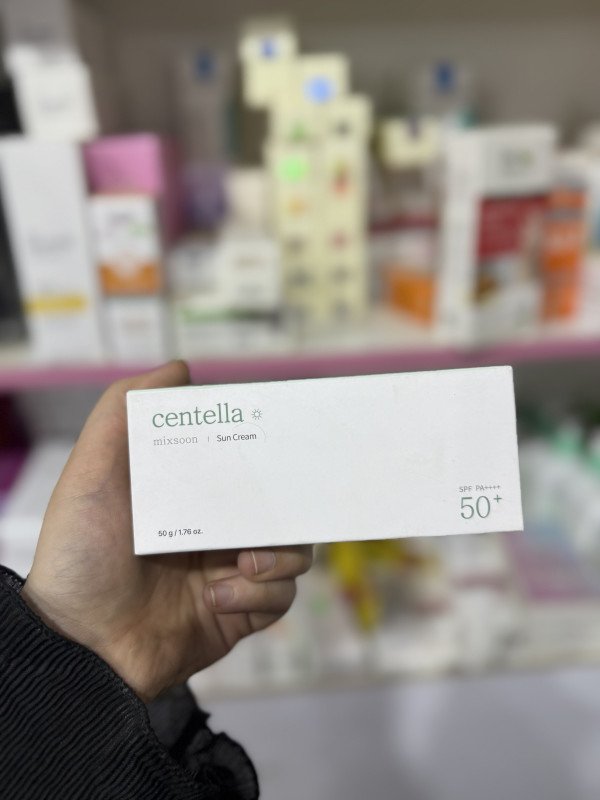 centella
mixsoon | Sun Cream
SPF PA++++
50+
50 g / 1.76 oz.